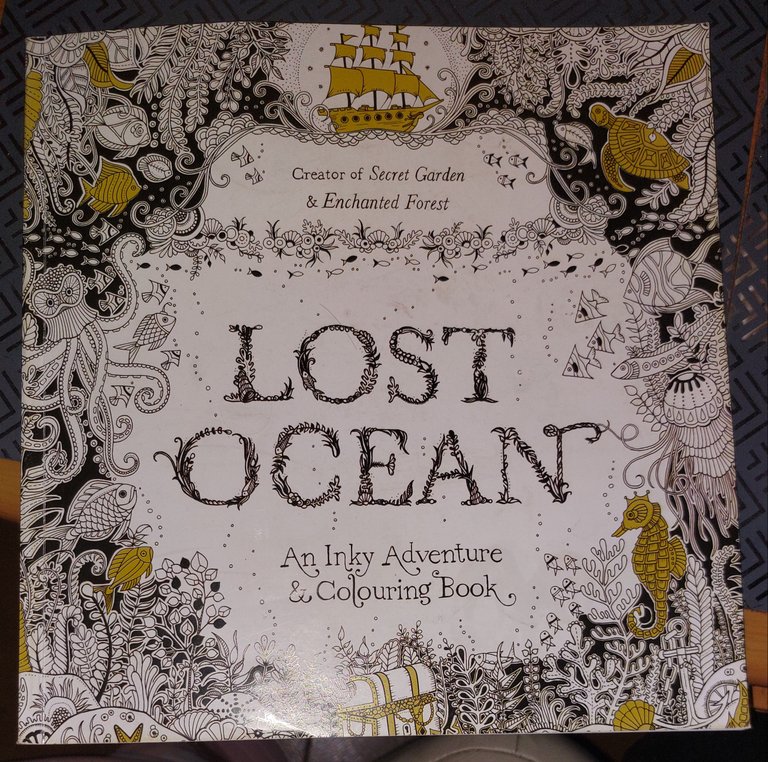 Creator of Secret Garden
& Enchanted Forest
LOST
OCEAN
An Inky Adventure
& Colouring Book